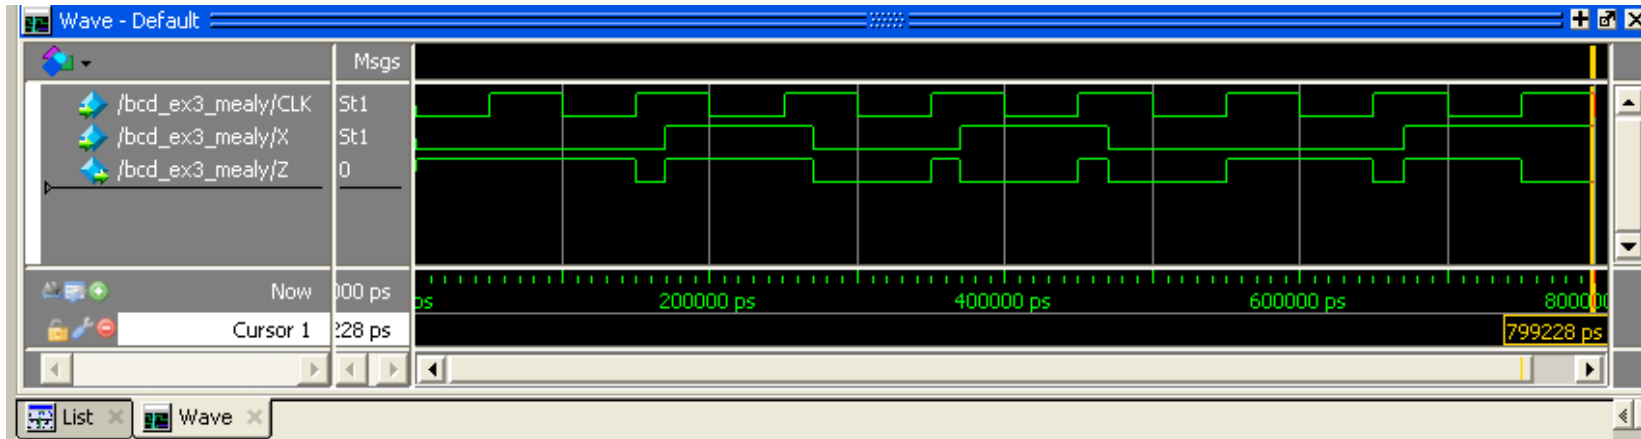 Wave - Default
Msgs
/bcd_ex3_mealy/CLK St1
/bcd_ex3_mealy/X St1
/bcd_ex3_mealy/Z 0
Now 000 ps
ps 200000 ps 400000 ps 600000 ps 800000
Cursor 1 228 ps 799228 ps
List Wave